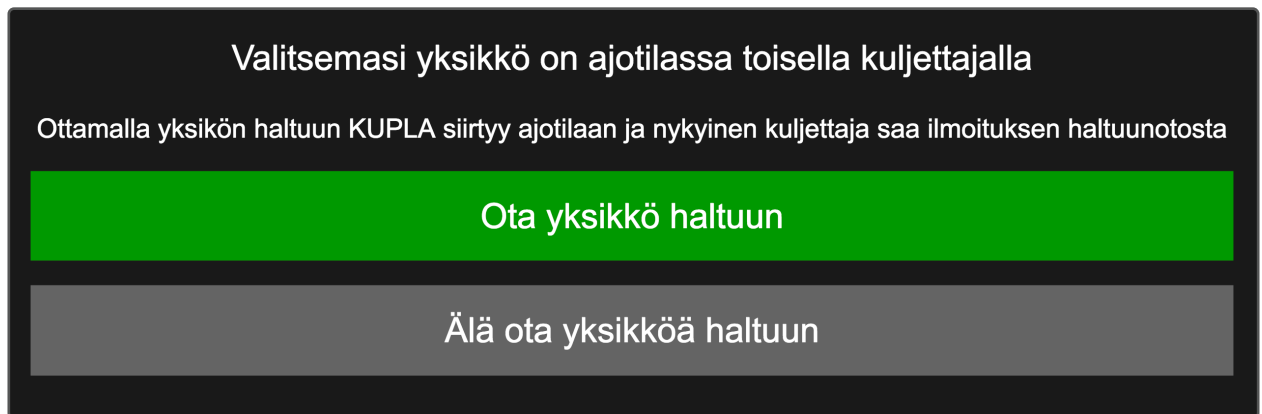 Valitsemasi yksikkö on ajotilassa toisella kuljettajalla
Ottamalla yksikön haltuun KUPLA siirtyy ajotilaan ja nykyinen kuljettaja saa ilmoituksen haltuunotosta
Ota yksikkö haltuun
Älä ota yksikköä haltuun